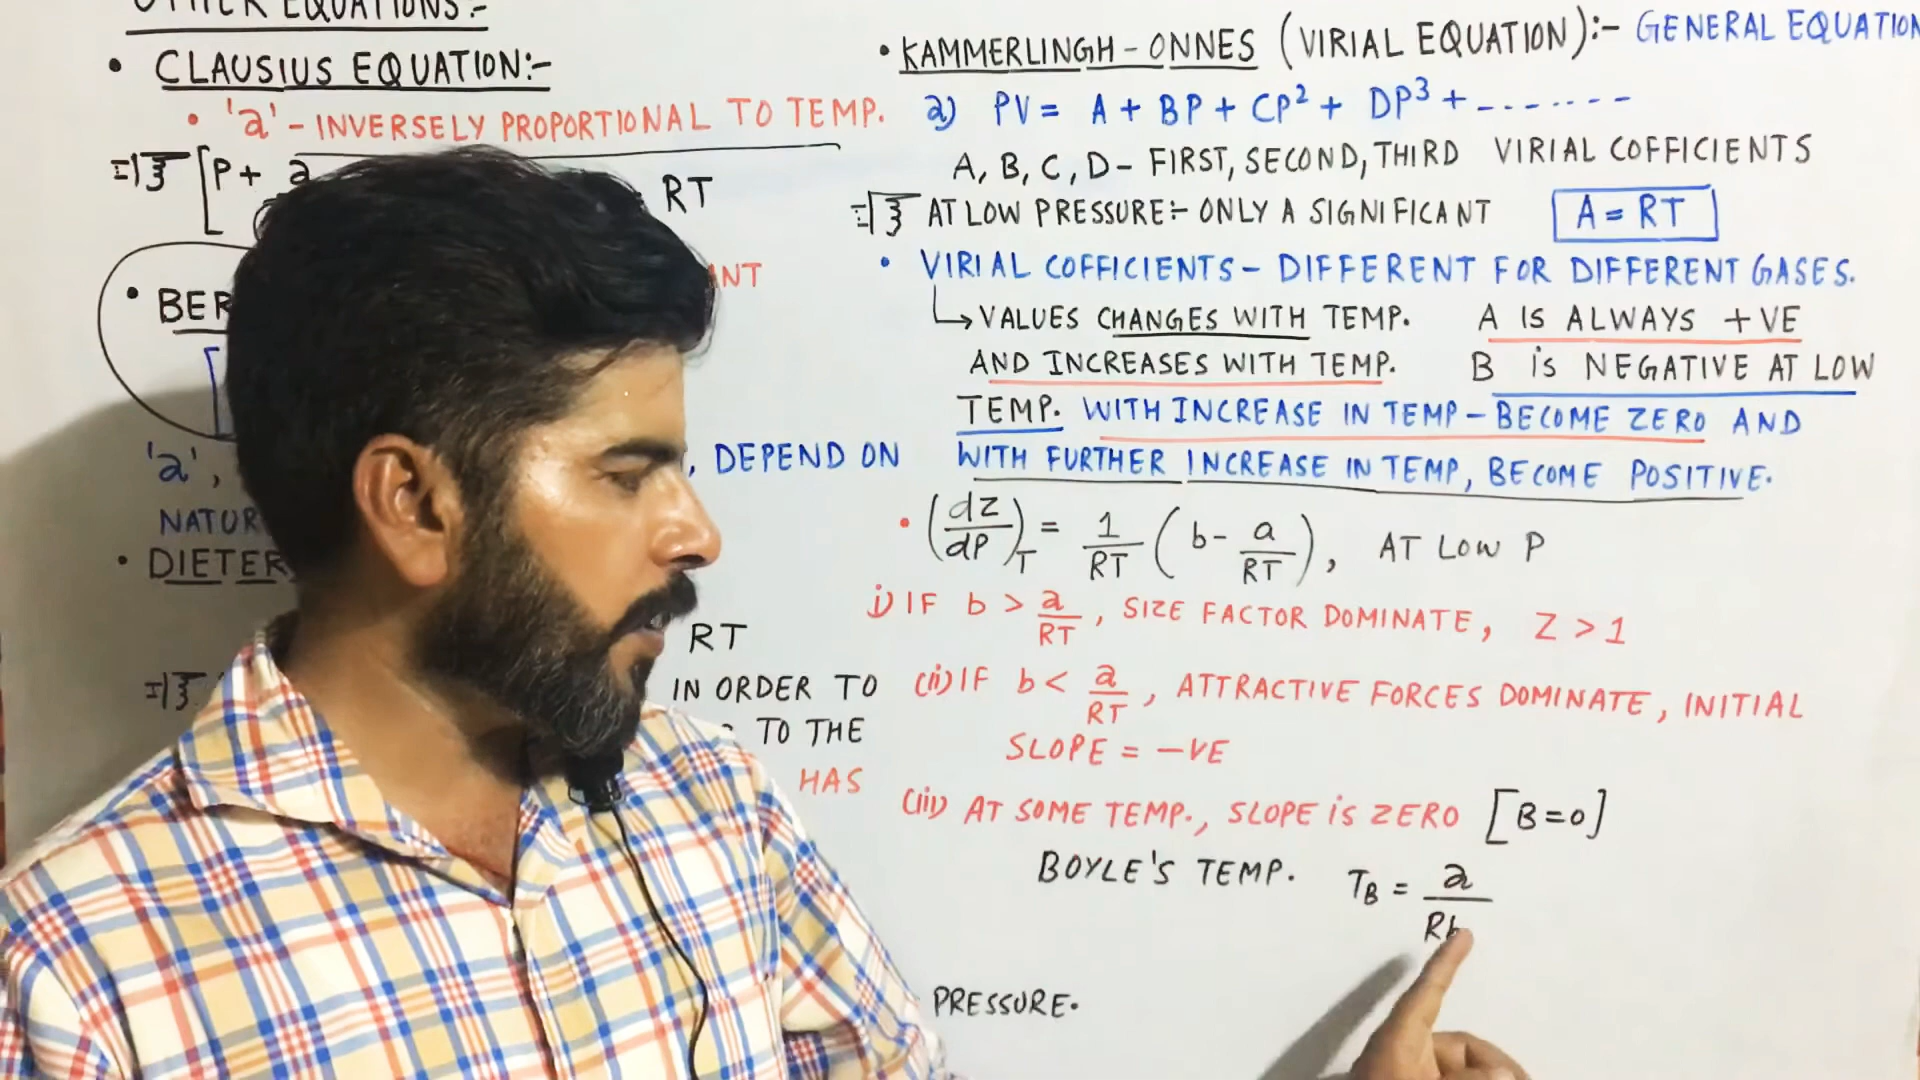 OTHER EQUATIONS:-
• CLAUSIUS EQUATION:-
• 'a' - INVERSELY PROPORTIONAL TO TEMP.
[P + a RT
• BER
'a', , DEPEND ON
NATUR
• DIETER
RT
IN ORDER TO
TO THE
HAS
PRESSURE.
• KAMMERLINGH - ONNES (VIRIAL EQUATION):- GENERAL EQUATION
a) PV = A + BP + CP² + DP³ + - - - - - - -
A, B, C, D - FIRST, SECOND, THIRD VIRIAL COFFICIENTS
AT LOW PRESSURE:- ONLY A SIGNIFICANT A = RT
• VIRIAL COFFICIENTS - DIFFERENT FOR DIFFERENT GASES.
→ VALUES CHANGES WITH TEMP. A IS ALWAYS +VE
AND INCREASES WITH TEMP. B iS NEGATIVE AT LOW
TEMP. WITH INCREASE IN TEMP - BECOME ZERO AND
WITH FURTHER INCREASE IN TEMP, BECOME POSITIVE.
• (dZ/dP)T = 1/RT (b - a/RT), AT LOW P
i) IF b > a/RT, SIZE FACTOR DOMINATE, Z > 1
(ii) IF b < a/RT, ATTRACTIVE FORCES DOMINATE, INITIAL
SLOPE = -VE
(iii) AT SOME TEMP., SLOPE iS ZERO [B=0]
BOYLE'S TEMP. TB = a/Rb